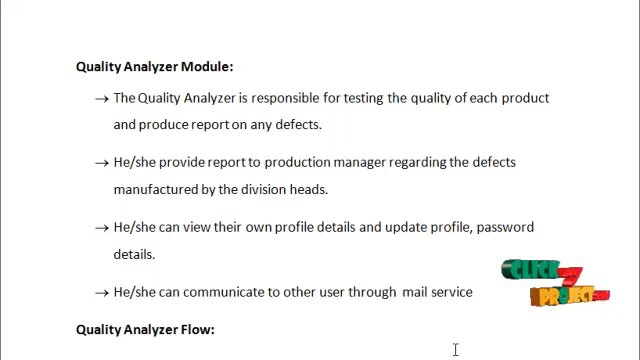 Quality Analyzer Module:
→ The Quality Analyzer is responsible for testing the quality of each product
and produce report on any defects.
→ He/she provide report to production manager regarding the defects
manufactured by the division heads.
→ He/she can view their own profile details and update profile, password
details.
→ He/she can communicate to other user through mail service
CLICK
PROJECT
Quality Analyzer Flow: